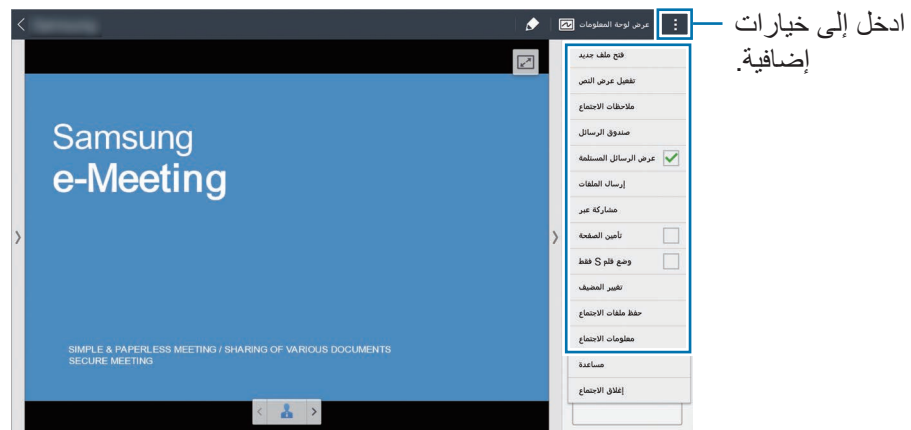 عرض لوحة المعلومات
ادخل إلى خيارات
إضافية.
فتح ملف جديد
تفعيل عرض النص
ملاحظات الاجتماع
صندوق الرسائل
عرض الرسائل المستلمة
إرسال الملفات
مشاركة عبر
تأمين الصفحة
وضع قلم S فقط
تغيير المضيف
حفظ ملفات الاجتماع
معلومات الاجتماع
مساعدة
إغلاق الاجتماع
Samsung
e-Meeting
SIMPLE & PAPERLESS MEETING / SHARING OF VARIOUS DOCUMENTS
SECURE MEETING